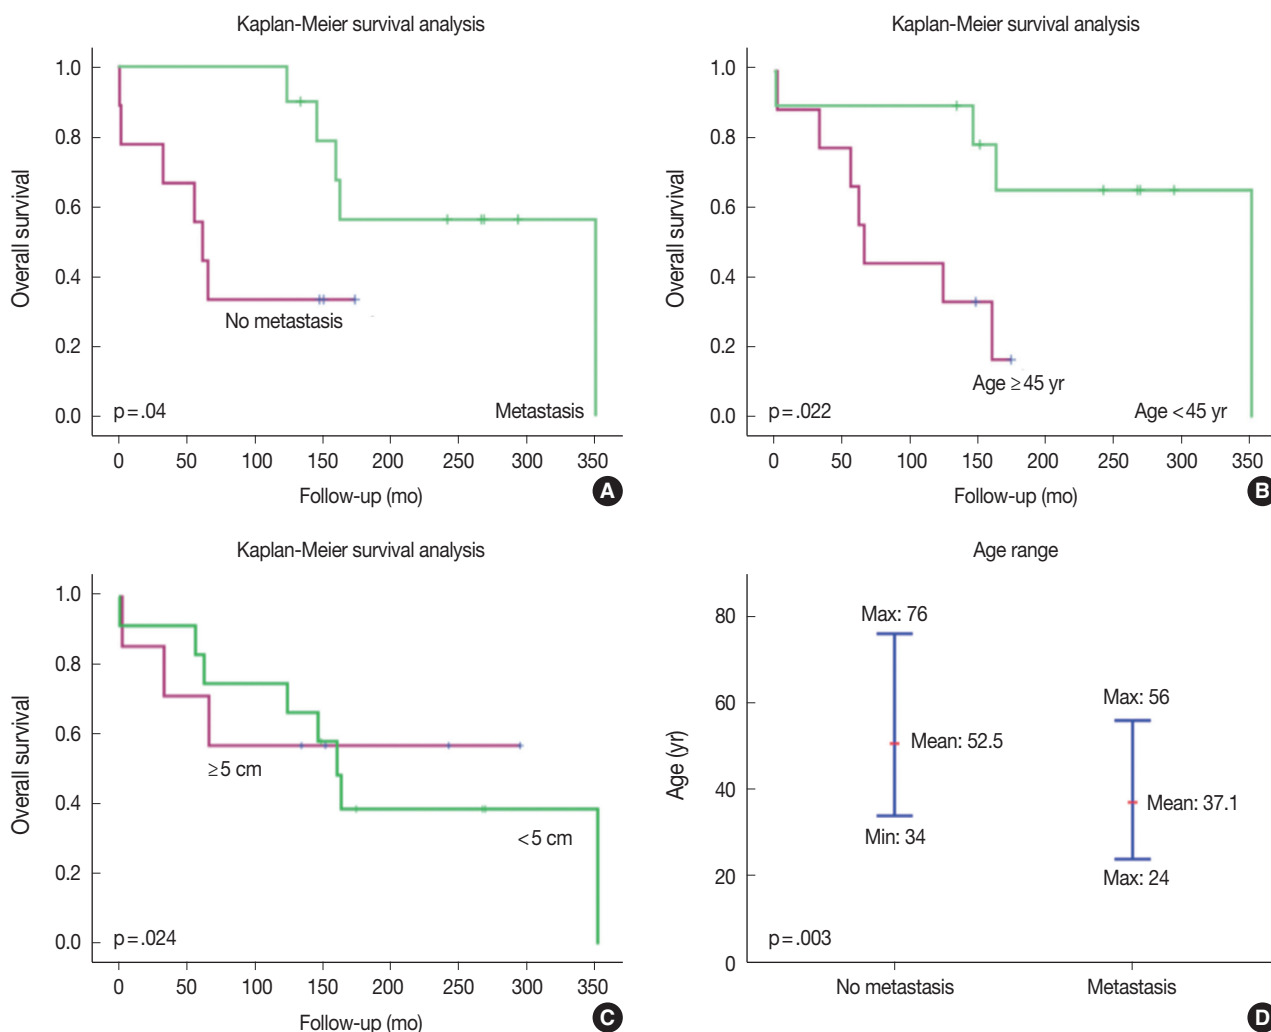 Kaplan-Meier survival analysis
Overall survival
1.0
0.8
0.6
0.4
0.2
0.0
No metastasis
Metastasis
p=.04
0 50 100 150 200 250 300 350
Follow-up (mo)
A
Kaplan-Meier survival analysis
Overall survival
1.0
0.8
0.6
0.4
0.2
0.0
Age ≥45 yr
Age <45 yr
p=.022
0 50 100 150 200 250 300 350
Follow-up (mo)
B
Kaplan-Meier survival analysis
Overall survival
1.0
0.8
0.6
0.4
0.2
0.0
≥5 cm
<5 cm
p=.024
0 50 100 150 200 250 300 350
Follow-up (mo)
C
Age range
Age (yr)
80
60
40
20
0
Max: 76
Mean: 52.5
Min: 34
Max: 56
Mean: 37.1
Max: 24
p=.003
No metastasis Metastasis
D